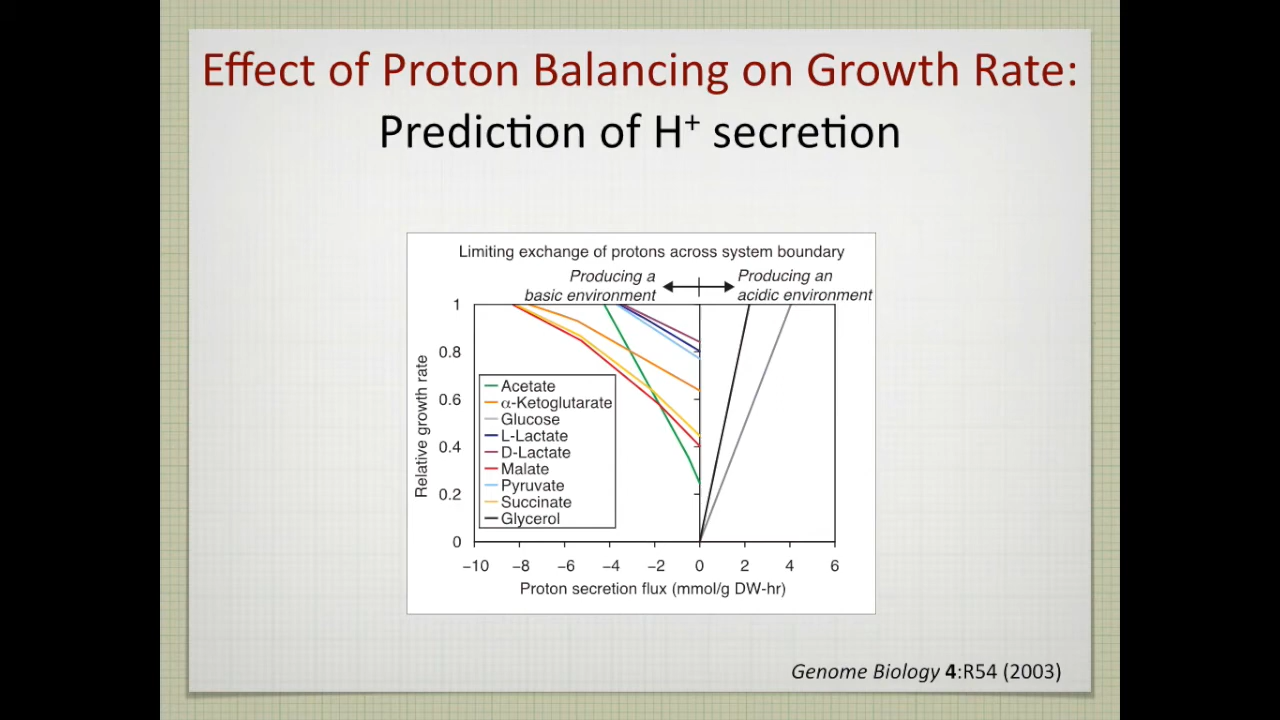 Effect of Proton Balancing on Growth Rate:
Prediction of H⁺ secretion
Limiting exchange of protons across system boundary
Producing a
basic environment
Producing an
acidic environment
Relative growth rate
1
0.8
0.6
0.4
0.2
0
Acetate
α-Ketoglutarate
Glucose
L-Lactate
D-Lactate
Malate
Pyruvate
Succinate
Glycerol
−10 −8 −6 −4 −2 0 2 4 6
Proton secretion flux (mmol/g DW-hr)
Genome Biology 4:R54 (2003)